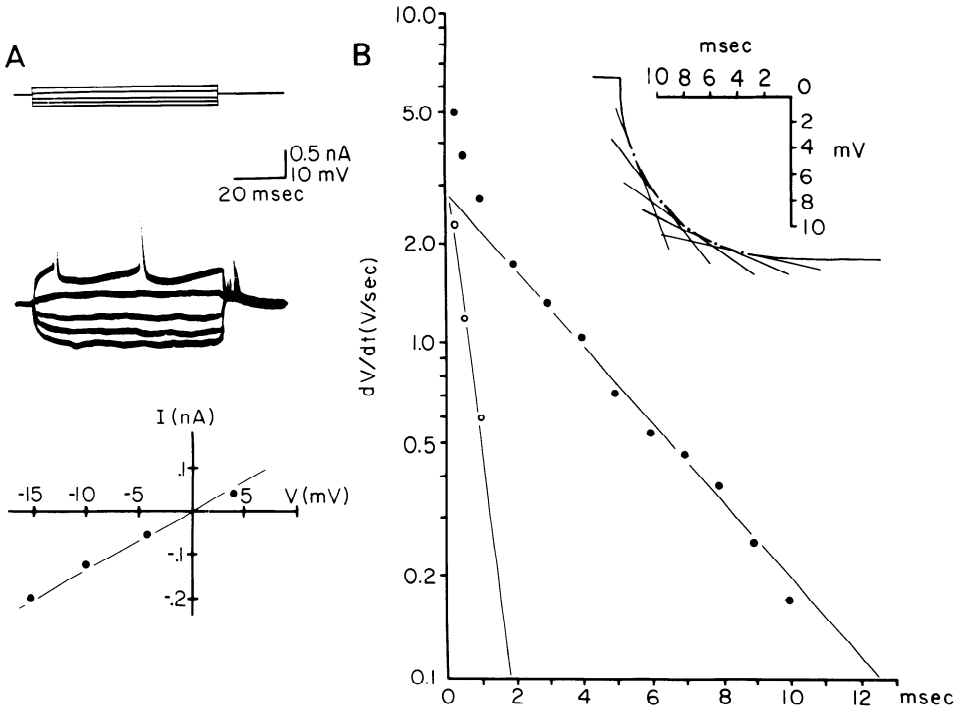 A
0.5 nA
10 mV
20 msec
I (nA)
.1
-15 -10 -5 5 V (mV)
-.1
-.2
B
10.0
5.0
2.0
1.0
0.5
0.2
0.1
dV/dt (V/sec)
0 2 4 6 8 10 12 msec
msec
10 8 6 4 2 0
2
4
6
8
10
mV